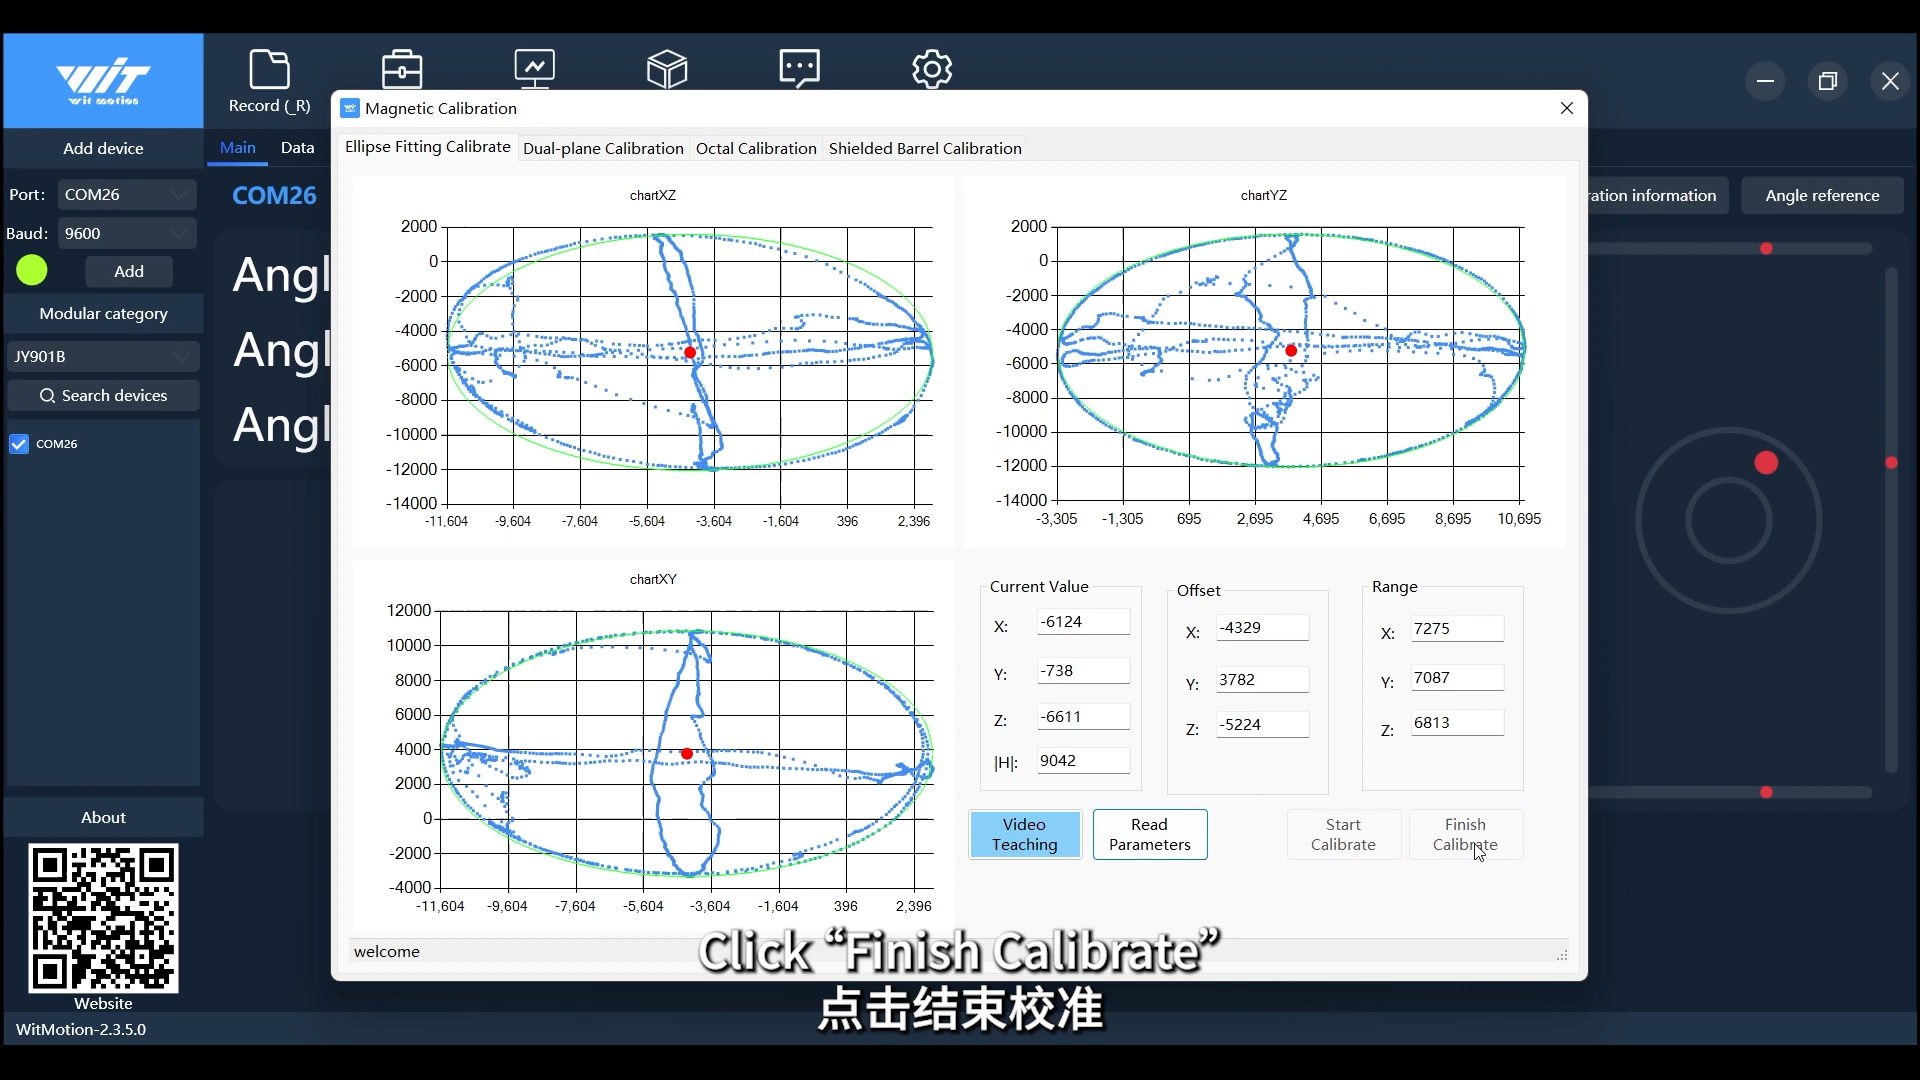 WiT
wit motion
Record (_R)
Magnetic Calibration
Add device
Main
Data
Ellipse Fitting Calibrate
Dual-plane Calibration
Octal Calibration
Shielded Barrel Calibration
Port:
COM26
COM26
ration information
Angle reference
Baud:
9600
Add
Angl
Angl
Angl
Modular category
JY901B
Search devices
COM26
chartXZ
2000
0
-2000
-4000
-6000
-8000
-10000
-12000
-14000
-11,604
-9,604
-7,604
-5,604
-3,604
-1,604
396
2,396
chartYZ
2000
0
-2000
-4000
-6000
-8000
-10000
-12000
-14000
-3,305
-1,305
695
2,695
4,695
6,695
8,695
10,695
chartXY
12000
10000
8000
6000
4000
2000
0
-2000
-4000
-11,604
-9,604
-7,604
-5,604
-3,604
-1,604
396
2,396
Current Value
X:
-6124
Y:
-738
Z:
-6611
|H|:
9042
Offset
X:
-4329
Y:
3782
Z:
-5224
Range
X:
7275
Y:
7087
Z:
6813
Video
Teaching
Read
Parameters
Start
Calibrate
Finish
Calibrate
welcome
About
Website
WitMotion-2.3.5.0
Click “Finish Calibrate”
点击结束校准